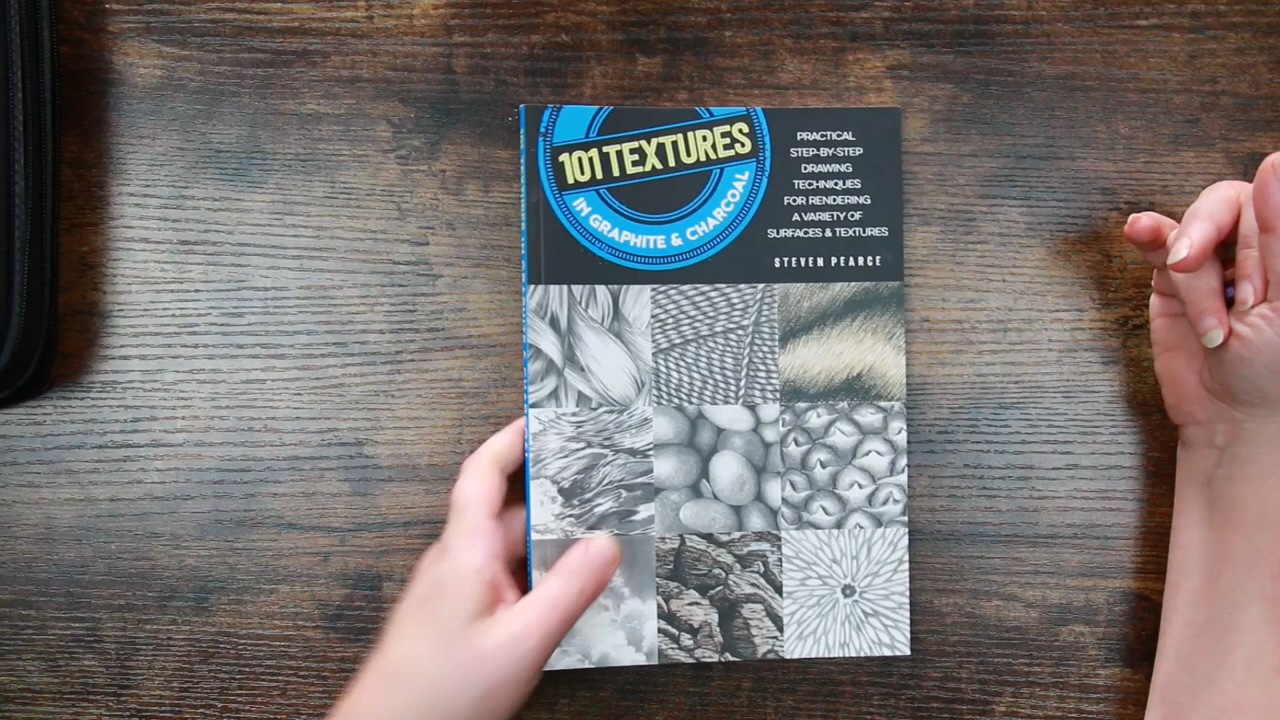 101 TEXTURES
IN GRAPHITE & CHARCOAL
PRACTICAL
STEP-BY-STEP
DRAWING
TECHNIQUES
FOR RENDERING
A VARIETY OF
SURFACES & TEXTURES
STEVEN PEARCE